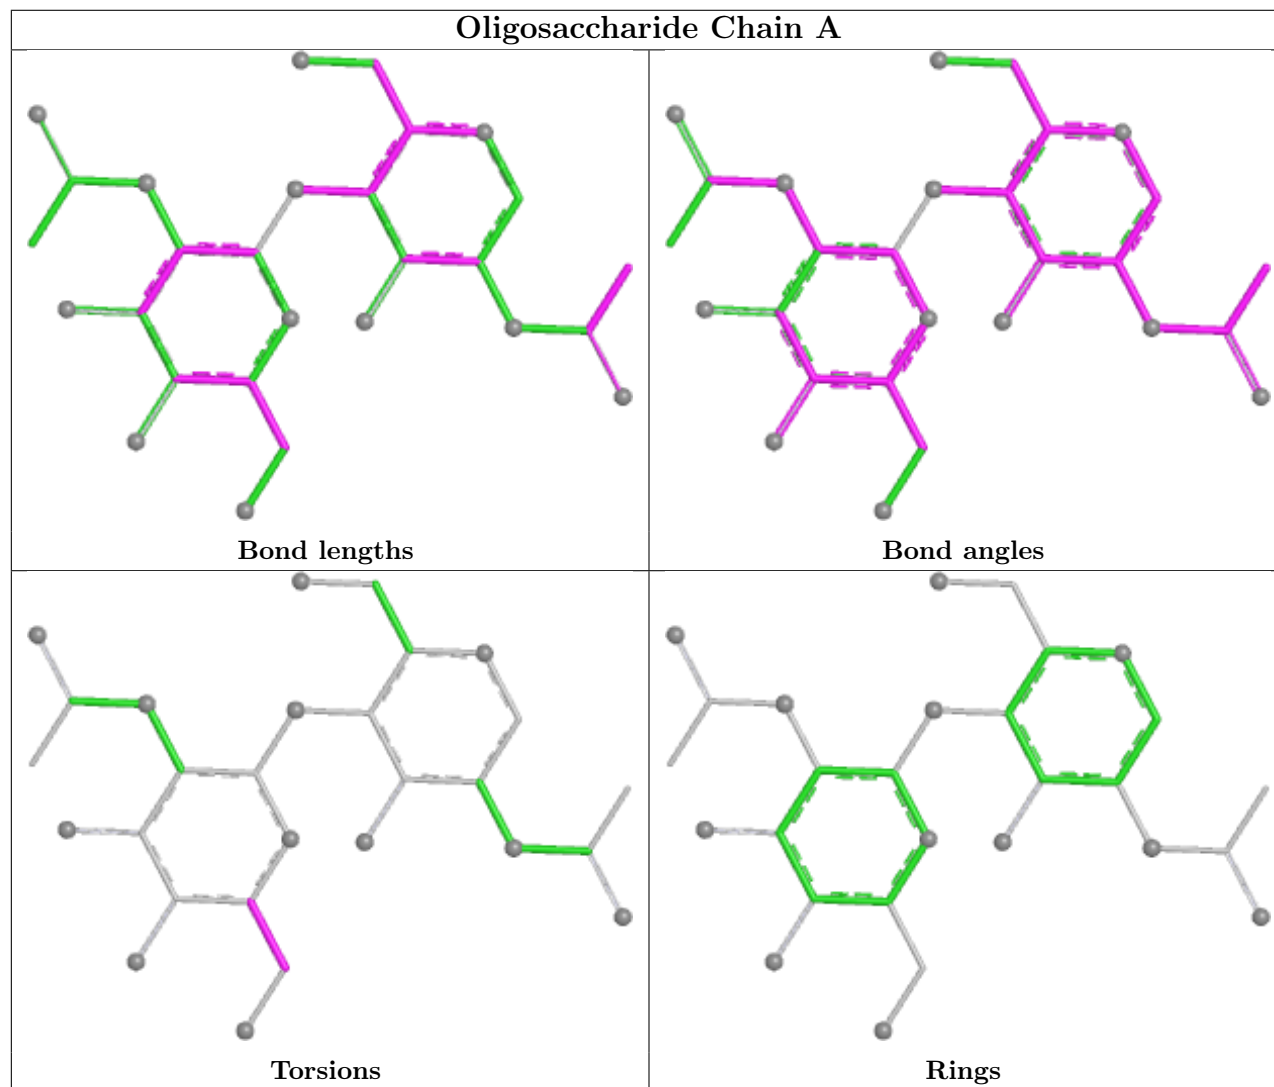 Oligosaccharide Chain A
Bond lengths
Bond angles
Torsions
Rings